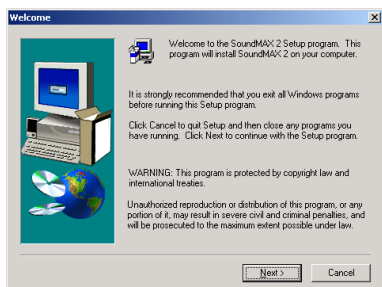 Welcome
Welcome to the SoundMAX 2 Setup program. This
program will install SoundMAX 2 on your computer.
It is strongly recommended that you exit all Windows programs
before running this Setup program.
Click Cancel to quit Setup and then close any programs you
have running. Click Next to continue with the Setup program.
WARNING: This program is protected by copyright law and
international treaties.
Unauthorized reproduction or distribution of this program, or any
portion of it, may result in severe civil and criminal penalties, and
will be prosecuted to the maximum extent possible under law.
Next >
Cancel